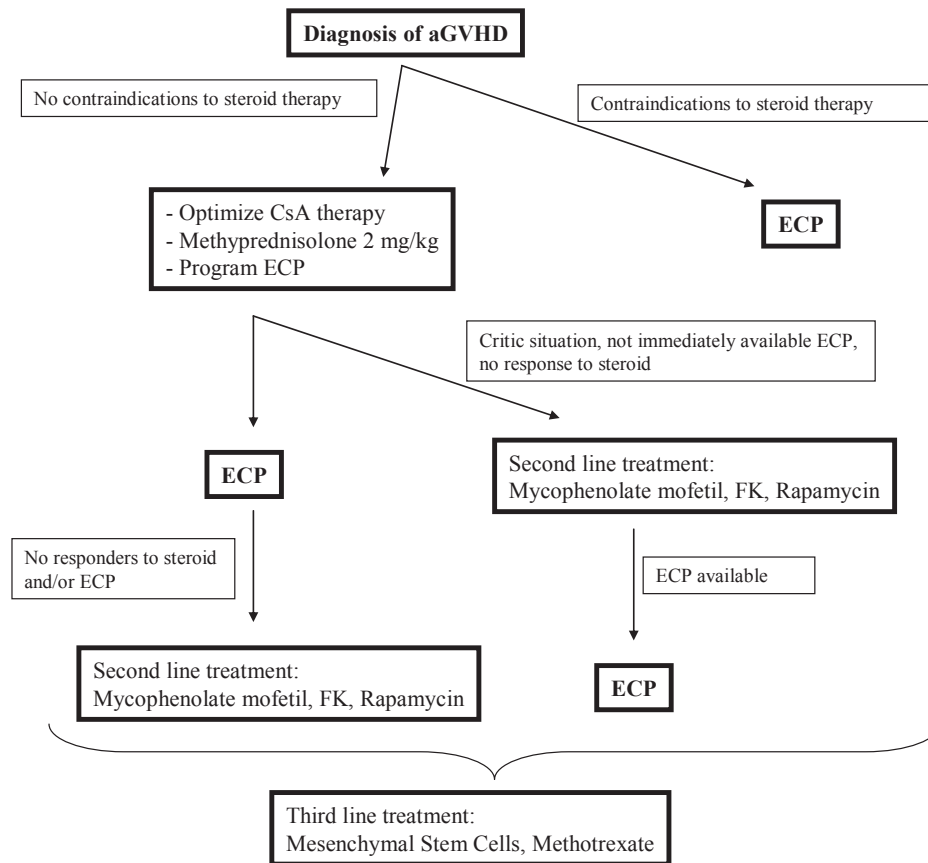 Diagnosis of aGVHD
No contraindications to steroid therapy
Contraindications to steroid therapy
- Optimize CsA therapy
- Methyprednisolone 2 mg/kg
- Program ECP
ECP
Critic situation, not immediately available ECP,
no response to steroid
ECP
Second line treatment:
Mycophenolate mofetil, FK, Rapamycin
No responders to steroid
and/or ECP
ECP available
Second line treatment:
Mycophenolate mofetil, FK, Rapamycin
ECP
Third line treatment:
Mesenchymal Stem Cells, Methotrexate